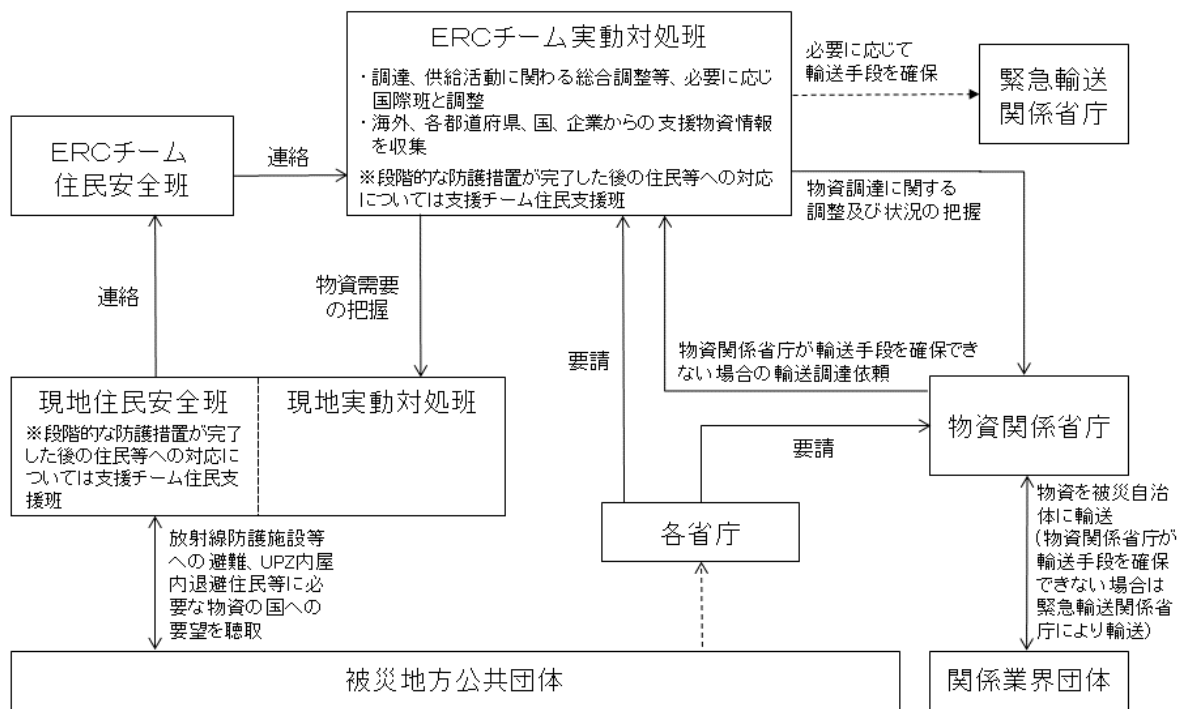 ERCチーム実動対処班
・調達、供給活動に関わる総合調整等、必要に応じ
国際班と調整
・海外、各都道府県、国、企業からの支援物資情報
を収集
※段階的な防護措置が完了した後の住民等への対応
については支援チーム住民支援班
必要に応じて
輸送手段を確保
緊急輸送
関係省庁
ERCチーム
住民安全班
連絡
物資調達に関する
調整及び状況の把握
連絡
物資需要
の把握
要請
物資関係省庁が輸送手段を確保でき
ない場合の輸送調達依頼
現地住民安全班
※段階的な防護措置が完了
した後の住民等への対応に
ついては支援チーム住民支
援班
現地実動対処班
物資関係省庁
要請
各省庁
物資を被災自治
体に輸送
(物資関係省庁が
輸送手段を確保
できない場合は
緊急輸送関係省
庁により輸送)
放射線防護施設等
への避難、UPZ内屋
内退避住民等に必
要な物資の国への
要望を聴取
被災地方公共団体
関係業界団体